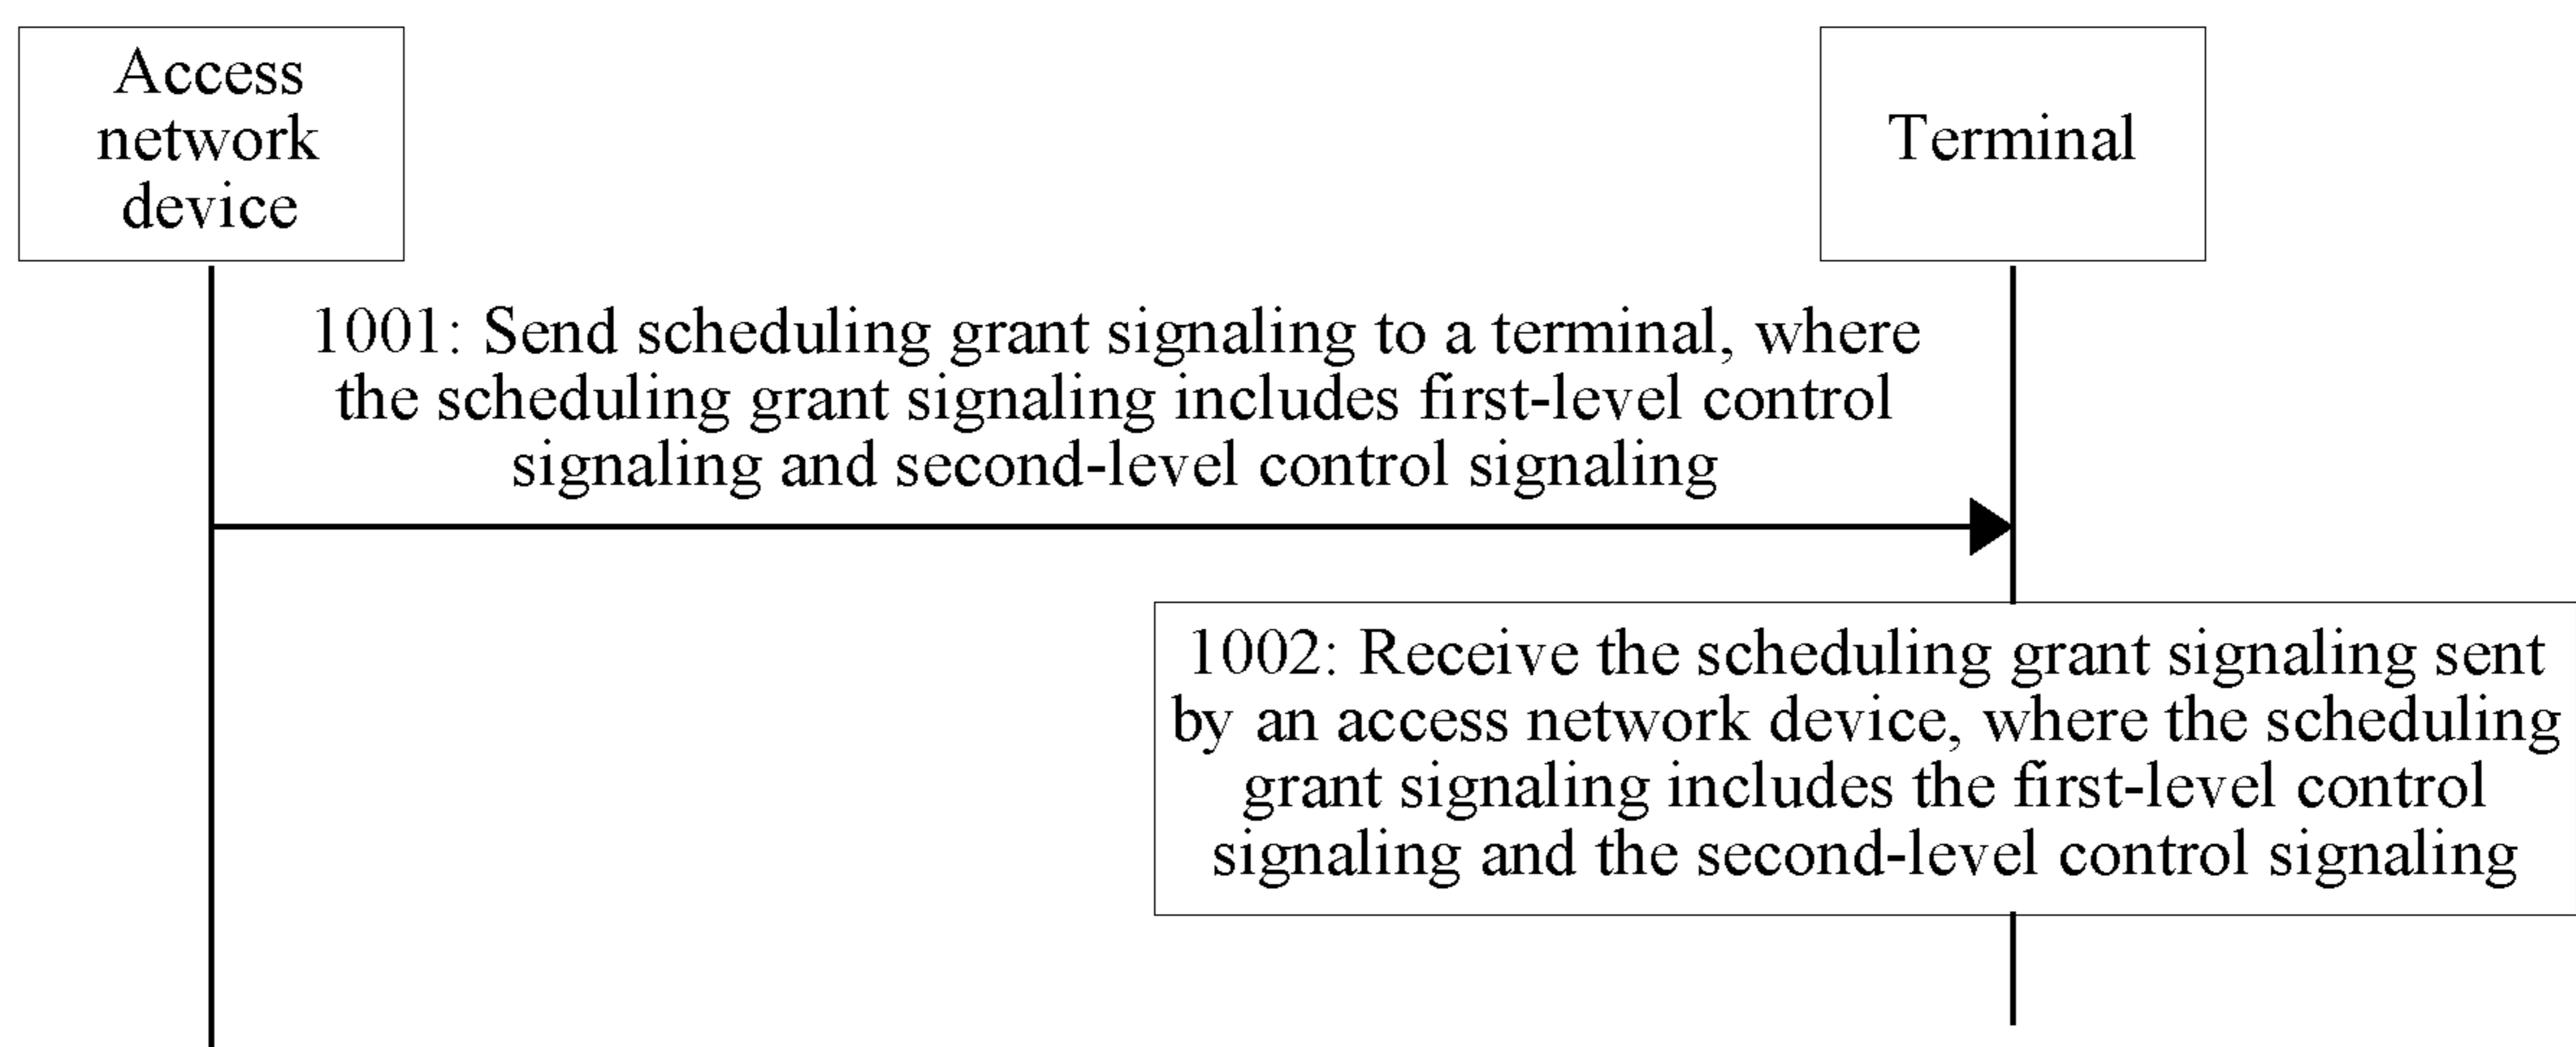 Access
network
device
Terminal
1001: Send scheduling grant signaling to a terminal, where
the scheduling grant signaling includes first-level control
signaling and second-level control signaling
1002: Receive the scheduling grant signaling sent
by an access network device, where the scheduling
grant signaling includes the first-level control
signaling and the second-level control signaling